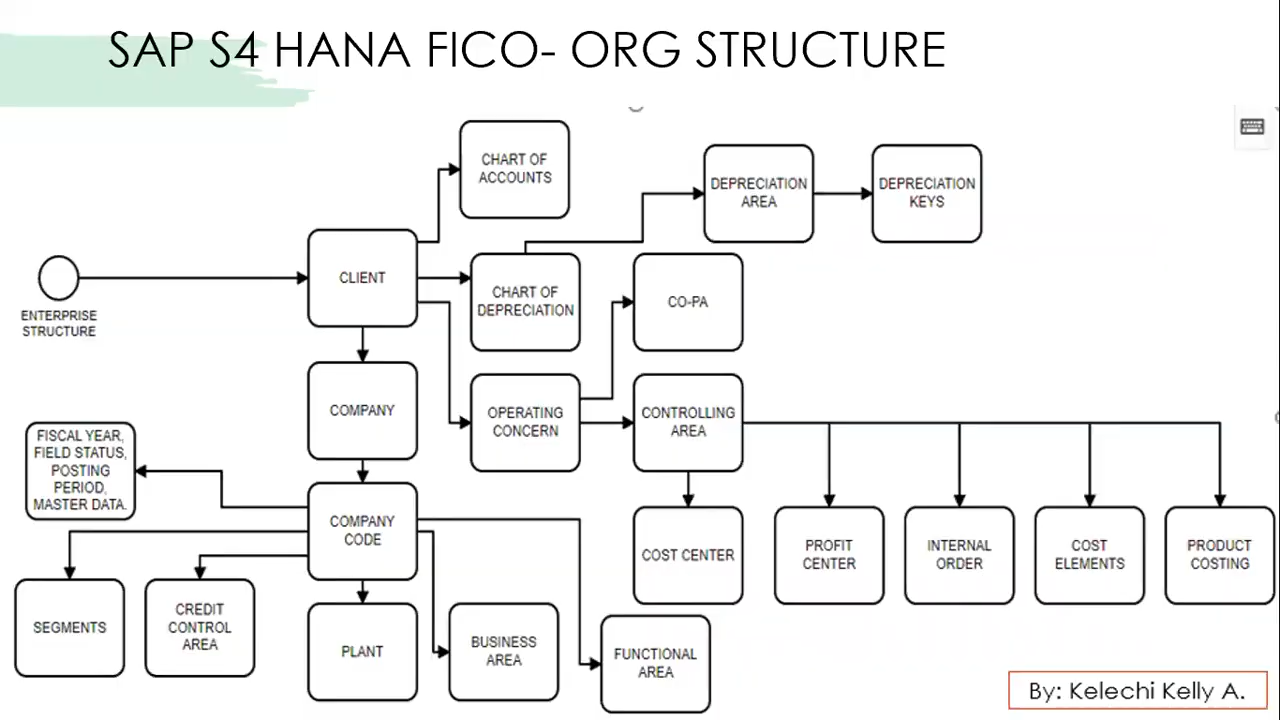 SAP S4 HANA FICO- ORG STRUCTURE
CHART OF
ACCOUNTS
DEPRECIATION
AREA
DEPRECIATION
KEYS
CLIENT
CHART OF
DEPRECIATION
CO-PA
ENTERPRISE
STRUCTURE
COMPANY
OPERATING
CONCERN
CONTROLLING
AREA
FISCAL YEAR,
FIELD STATUS,
POSTING
PERIOD,
MASTER DATA.
COMPANY
CODE
COST CENTER
PROFIT
CENTER
INTERNAL
ORDER
COST
ELEMENTS
PRODUCT
COSTING
SEGMENTS
CREDIT
CONTROL
AREA
PLANT
BUSINESS
AREA
FUNCTIONAL
AREA
By: Kelechi Kelly A.